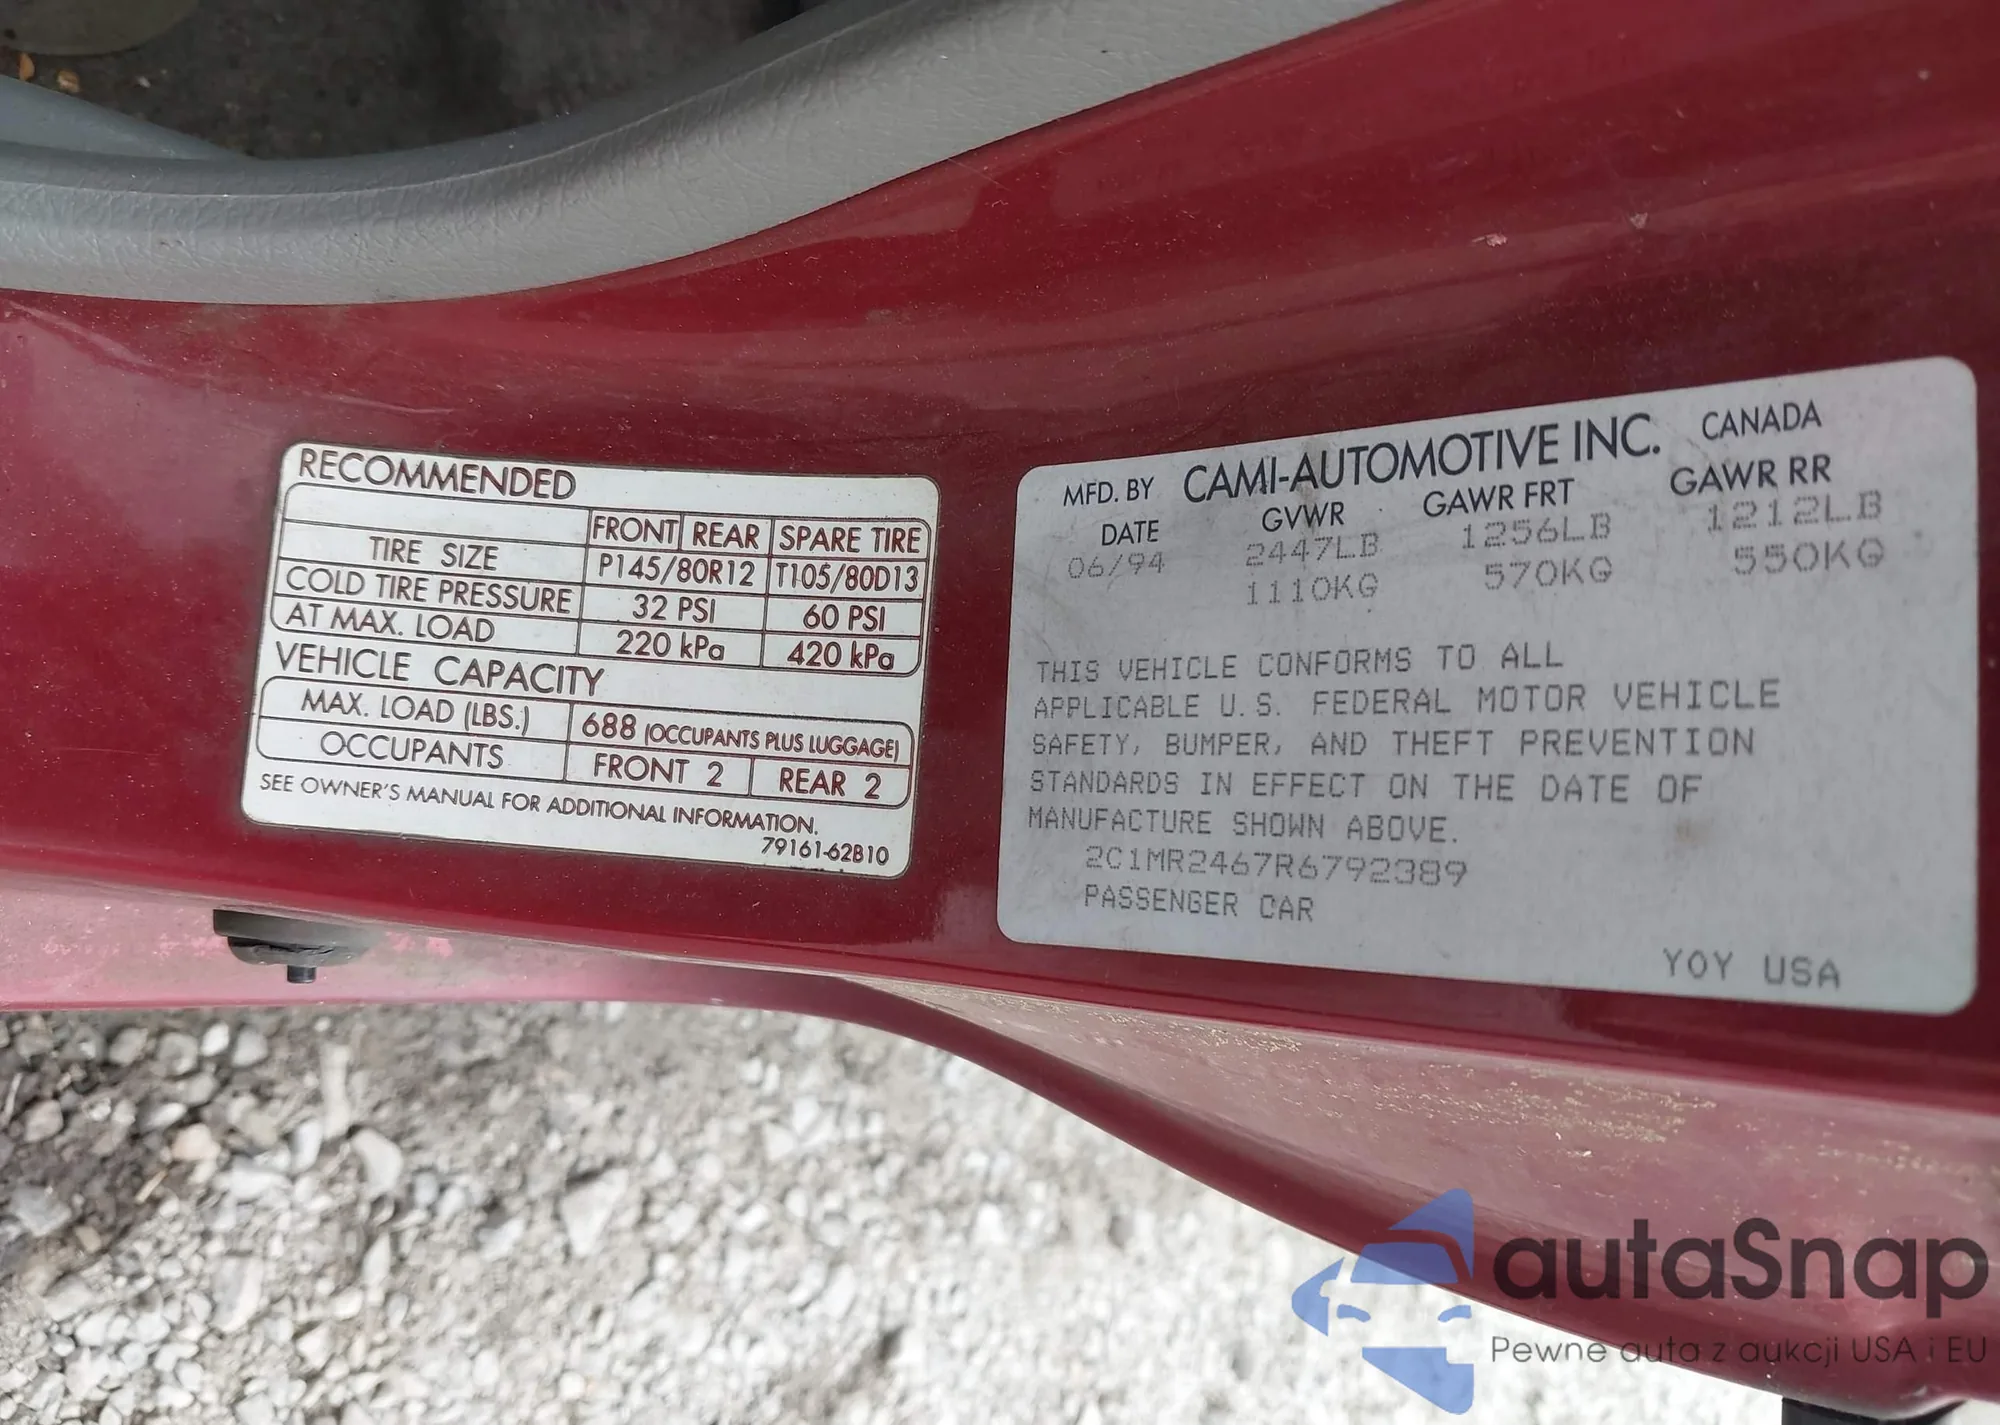 RECOMMENDED
FRONT REAR SPARE TIRE
TIRE SIZE P145/80R12 T105/80D13
COLD TIRE PRESSURE 32 PSI 60 PSI
AT MAX. LOAD 220 kPa 420 kPa
VEHICLE CAPACITY
MAX. LOAD (LBS.) 688 (OCCUPANTS PLUS LUGGAGE)
OCCUPANTS FRONT 2 REAR 2
SEE OWNER'S MANUAL FOR ADDITIONAL INFORMATION.
79161-62B10
MFD. BY CAMI-AUTOMOTIVE INC. CANADA
DATE GVWR GAWR FRT GAWR RR
06/94 2447LB 1256LB 1212LB
1110KG 570KG 550KG
THIS VEHICLE CONFORMS TO ALL
APPLICABLE U.S. FEDERAL MOTOR VEHICLE
SAFETY, BUMPER, AND THEFT PREVENTION
STANDARDS IN EFFECT ON THE DATE OF
MANUFACTURE SHOWN ABOVE.
2C1MR2467R6792389
PASSENGER CAR
Y0Y USA
autaSnap
Pewne auta z aukcji USA i EU